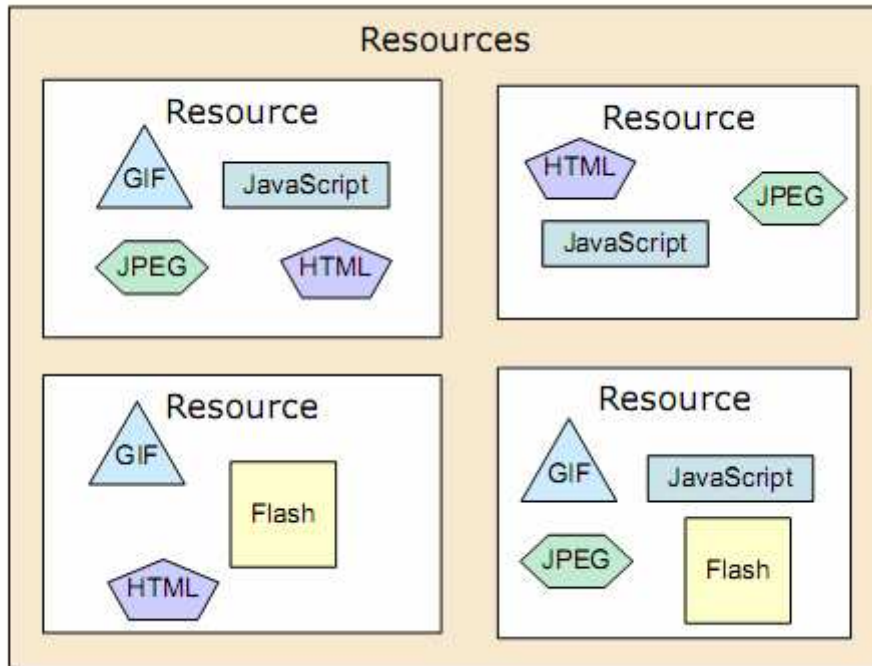 Resources
Resource
GIF
JavaScript
JPEG
HTML
Resource
HTML
JPEG
JavaScript
Resource
GIF
Flash
HTML
Resource
GIF
JavaScript
JPEG
Flash